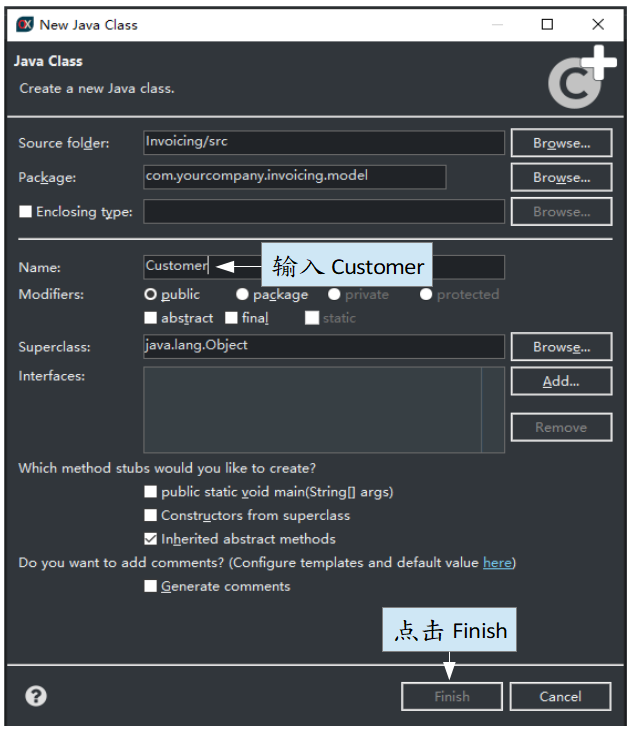 New Java Class
Java Class
Create a new Java class.
Source folder: Invoicing/src Browse...
Package: com.yourcompany.invoicing.model Browse...
Enclosing type: Browse...
Name: Customer 输入 Customer
Modifiers: public package private protected
abstract final static
Superclass: java.lang.Object Browse...
Interfaces: Add...
Remove
Which method stubs would you like to create?
public static void main(String[] args)
Constructors from superclass
Inherited abstract methods
Do you want to add comments? (Configure templates and default value here)
Generate comments
点击 Finish
? Finish Cancel